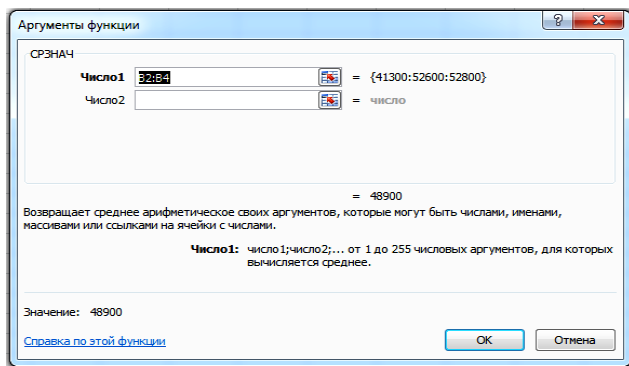 Аргументы функции
СРЗНАЧ
Число1 B2:B4 = {41300:52600:52800}
Число2 = число
= 48900
Возвращает среднее арифметическое своих аргументов, которые могут быть числами, именами,
массивами или ссылками на ячейки с числами.
Число1: число1;число2;... от 1 до 255 числовых аргументов, для которых
вычисляется среднее.
Значение: 48900
Справка по этой функции
ОК
Отмена